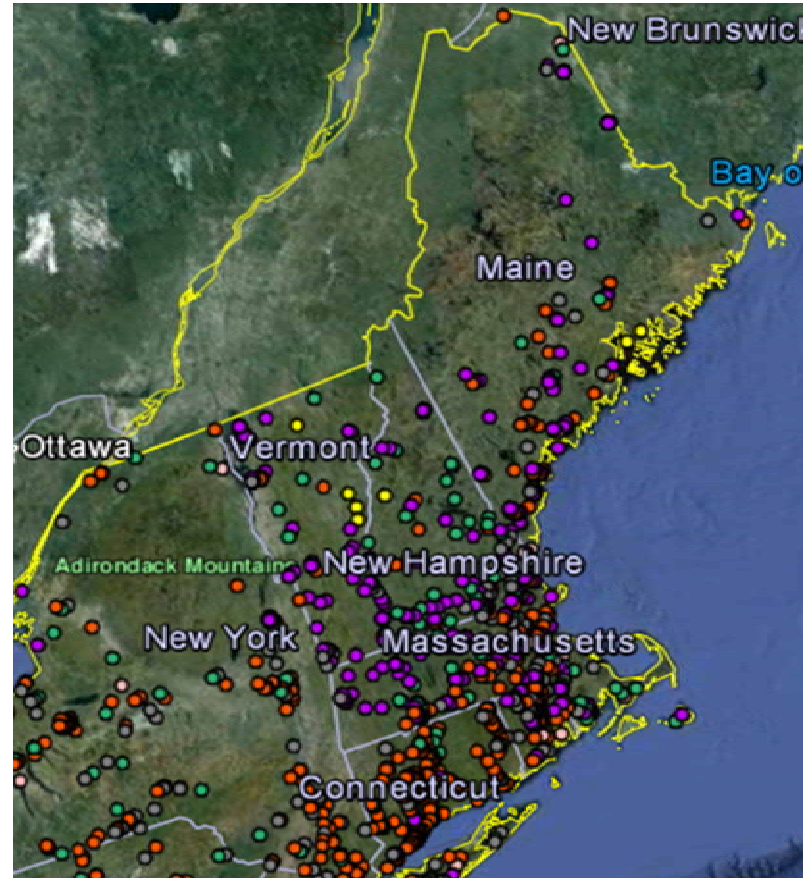 New Brunswick
Bay o
Maine
Ottawa
Vermont
Adirondack Mountains
New Hampshire
New York
Massachusetts
Connecticut